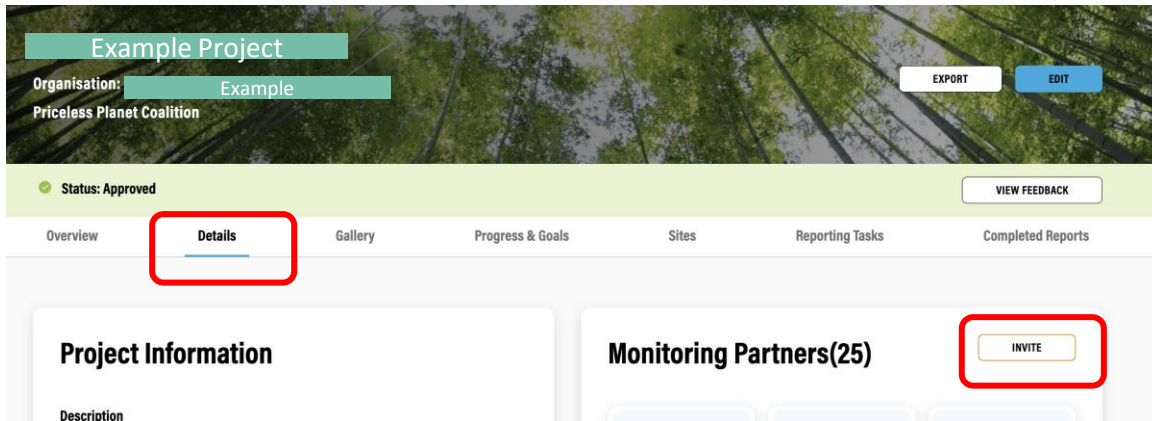 Example Project
Organisation: Example
Priceless Planet Coalition
EXPORT
EDIT
Status: Approved
VIEW FEEDBACK
Overview Details Gallery Progress & Goals Sites Reporting Tasks Completed Reports
Project Information
Monitoring Partners(25)
INVITE
Description